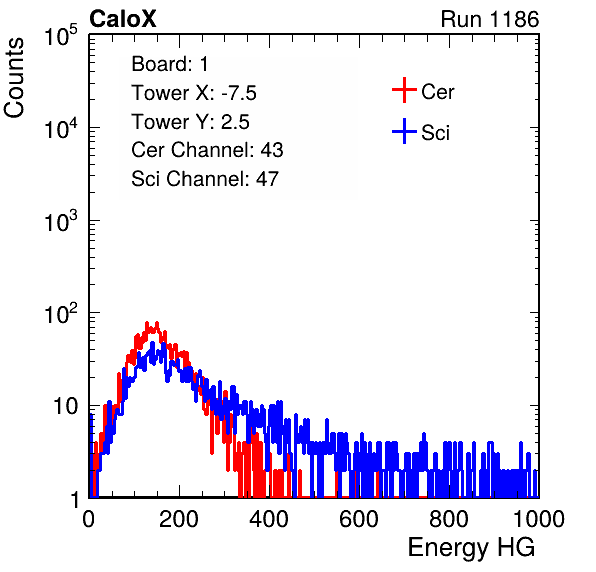 CaloX Run 1186
Counts
Board: 1
Tower X: -7.5
Tower Y: 2.5
Cer Channel: 43
Sci Channel: 47
Cer
Sci
10^5
10^4
10^3
10^2
10
1
0 200 400 600 800 1000
Energy HG